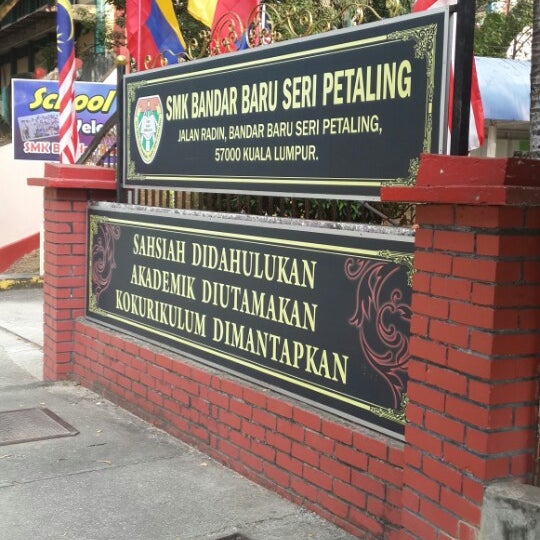 SMK BANDAR BARU SERI PETALING
JALAN RADIN, BANDAR BARU SERI PETALING,
57000 KUALA LUMPUR.
SAHSIAH DIDAHULUKAN
AKADEMIK DIUTAMAKAN
KOKURIKULUM DIMANTAPKAN
School
SMK